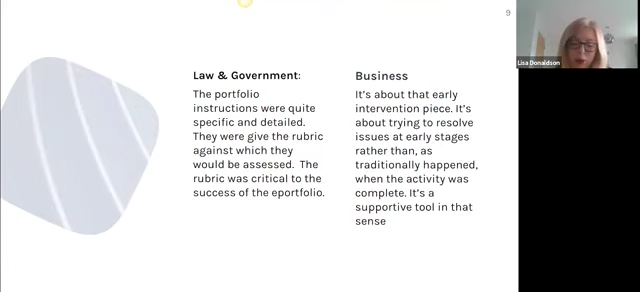 9
Lisa Donaldson
Law & Government:
The portfolio
instructions were quite
specific and detailed.
They were give the rubric
against which they
would be assessed.  The
rubric was critical to the
success of the eportfolio.
Business
It's about that early
intervention piece. It's
about trying to resolve
issues at early stages
rather than, as
traditionally happened,
when the activity was
complete. It's a
supportive tool in that
sense